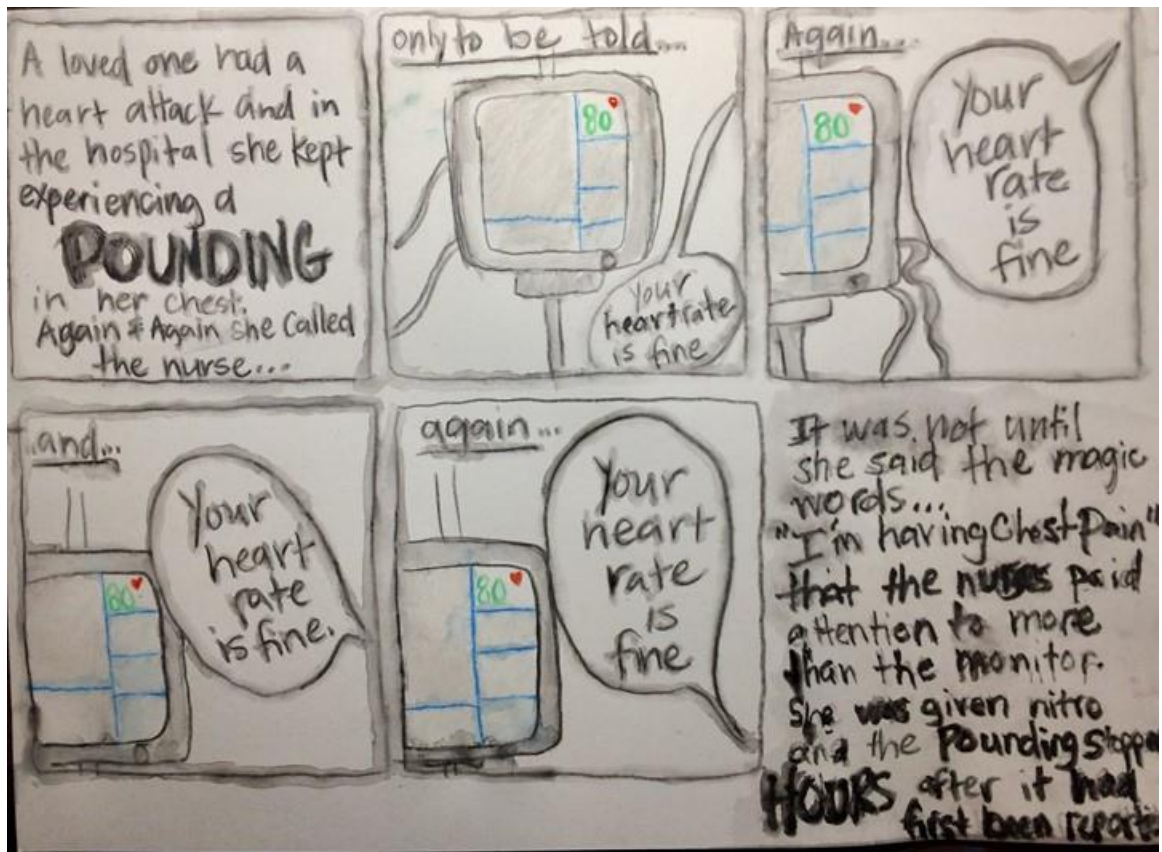 A loved one had a
heart attack and in
the hospital she kept
experiencing a
POUNDING
in her chest.
Again & Again she called
the nurse...
only to be told...
80
Your
heart rate
is fine
Again...
80
Your
heart
rate
is
fine
and...
80
Your
heart
rate
is fine.
again...
80
Your
heart
rate
is
fine
It was not until
she said the magic
words...
"I'm having Chest Pain"
that the nurses paid
attention to more
than the monitor.
She was given nitro
and the Pounding stoppe
HOURS after it had
first been reporte